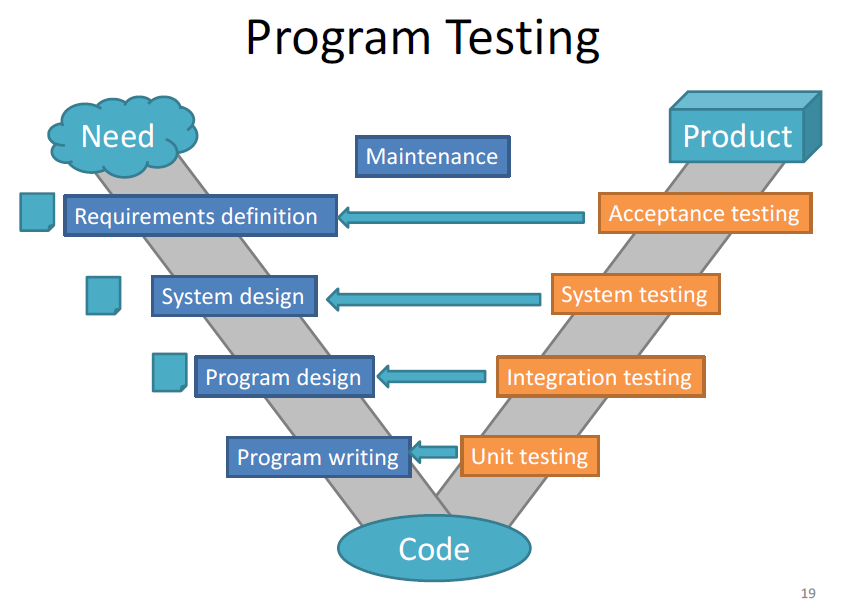 Program Testing
Need
Product
Maintenance
Requirements definition
Acceptance testing
System design
System testing
Program design
Integration testing
Program writing
Unit testing
Code
19